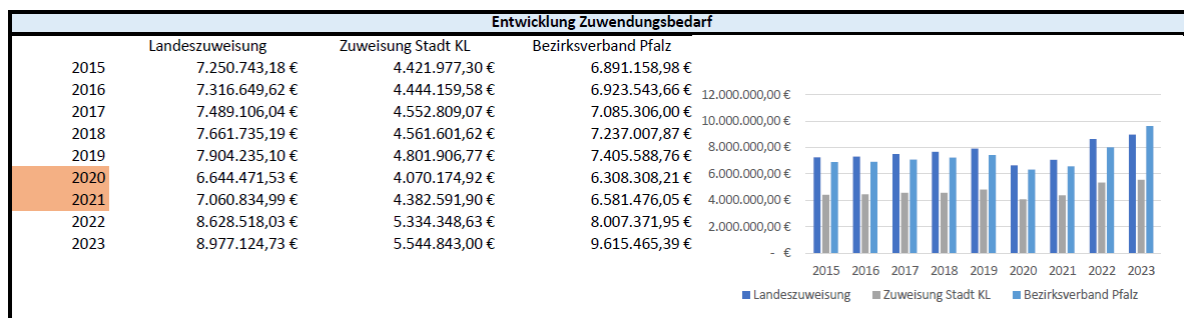 Entwicklung Zuwendungsbedarf
Landeszuweisung Zuweisung Stadt KL Bezirksverband Pfalz
2015 7.250.743,18 € 4.421.977,30 € 6.891.158,98 €
2016 7.316.649,62 € 4.444.159,58 € 6.923.543,66 €
2017 7.489.106,04 € 4.552.809,07 € 7.085.306,00 €
2018 7.661.735,19 € 4.561.601,62 € 7.237.007,87 €
2019 7.904.235,10 € 4.801.906,77 € 7.405.588,76 €
2020 6.644.471,53 € 4.070.174,92 € 6.308.308,21 €
2021 7.060.834,99 € 4.382.591,90 € 6.581.476,05 €
2022 8.628.518,03 € 5.334.348,63 € 8.007.371,95 €
2023 8.977.124,73 € 5.544.843,00 € 9.615.465,39 €
12.000.000,00 €
10.000.000,00 €
8.000.000,00 €
6.000.000,00 €
4.000.000,00 €
2.000.000,00 €
- €
2015 2016 2017 2018 2019 2020 2021 2022 2023
Landeszuweisung Zuweisung Stadt KL Bezirksverband Pfalz